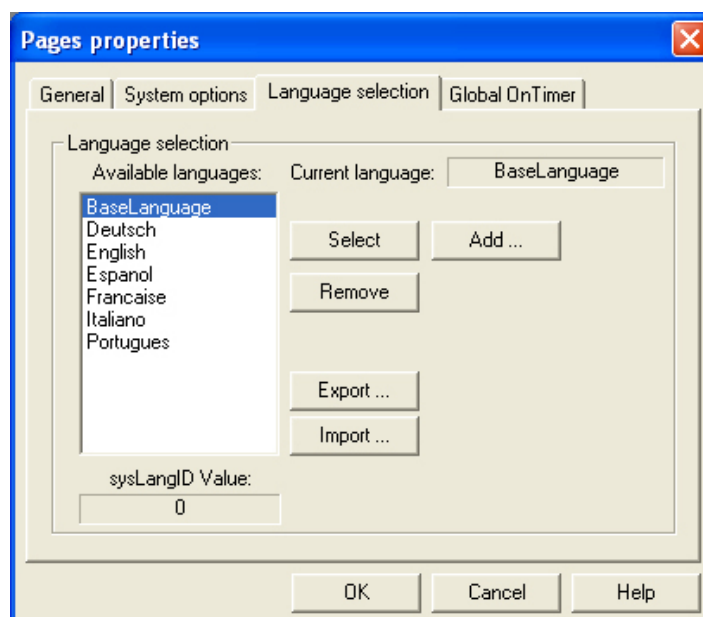 Pages properties
General System options Language selection Global OnTimer
Language selection
Available languages: Current language: BaseLanguage
BaseLanguage
Deutsch
English
Espanol
Francaise
Italiano
Portugues
Select Add ...
Remove
Export ...
Import ...
sysLangID Value:
0
OK Cancel Help